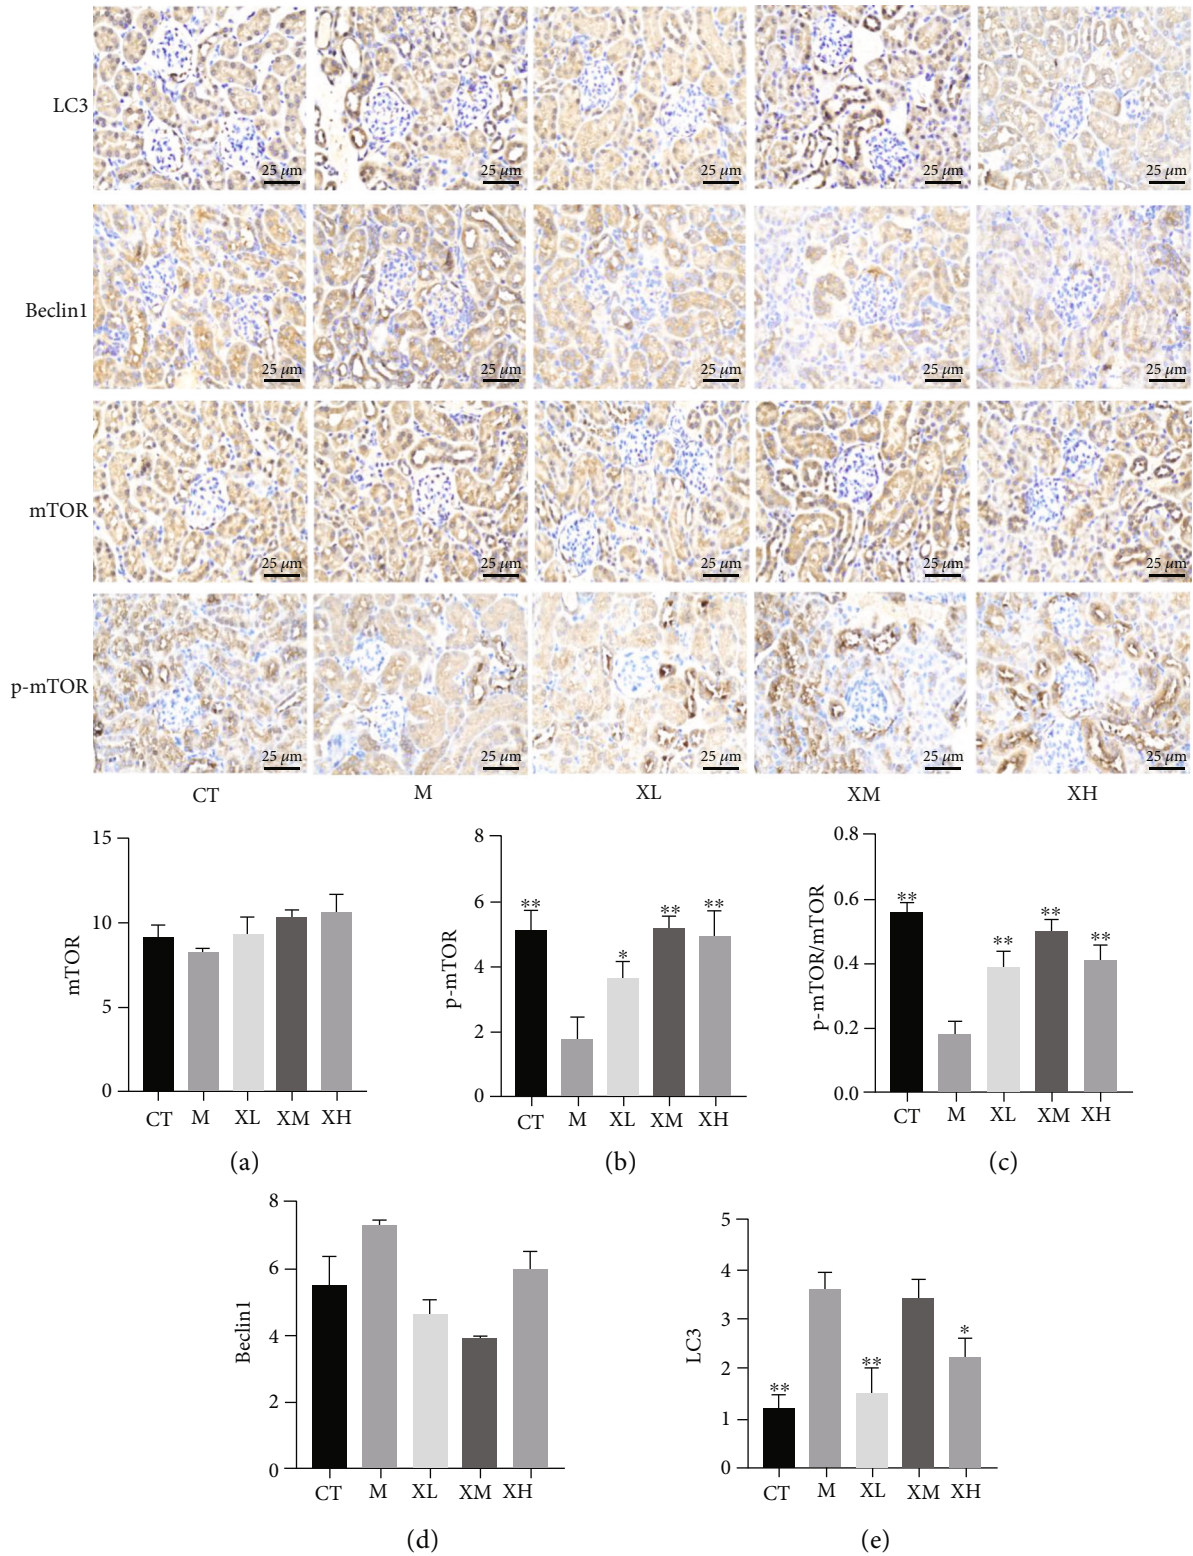 LC3
25 μm 25 μm 25 μm 25 μm 25 μm
Beclin1
25 μm 25 μm 25 μm 25 μm 25 μm
mTOR
25 μm 25 μm 25 μm 25 μm 25 μm
p-mTOR
25 μm 25 μm 25 μm 25 μm 25 μm
CT M XL XM XH
mTOR
15
10
5
0
CT M XL XM XH
(a)
p-mTOR
8
6
4
2
0
** * ** **
CT M XL XM XH
(b)
p-mTOR/mTOR
0.8
0.6
0.4
0.2
0.0
** ** ** **
CT M XL XM XH
(c)
Beclin1
8
6
4
2
0
CT M XL XM XH
(d)
LC3
5
4
3
2
1
0
** ** *
CT M XL XM XH
(e)